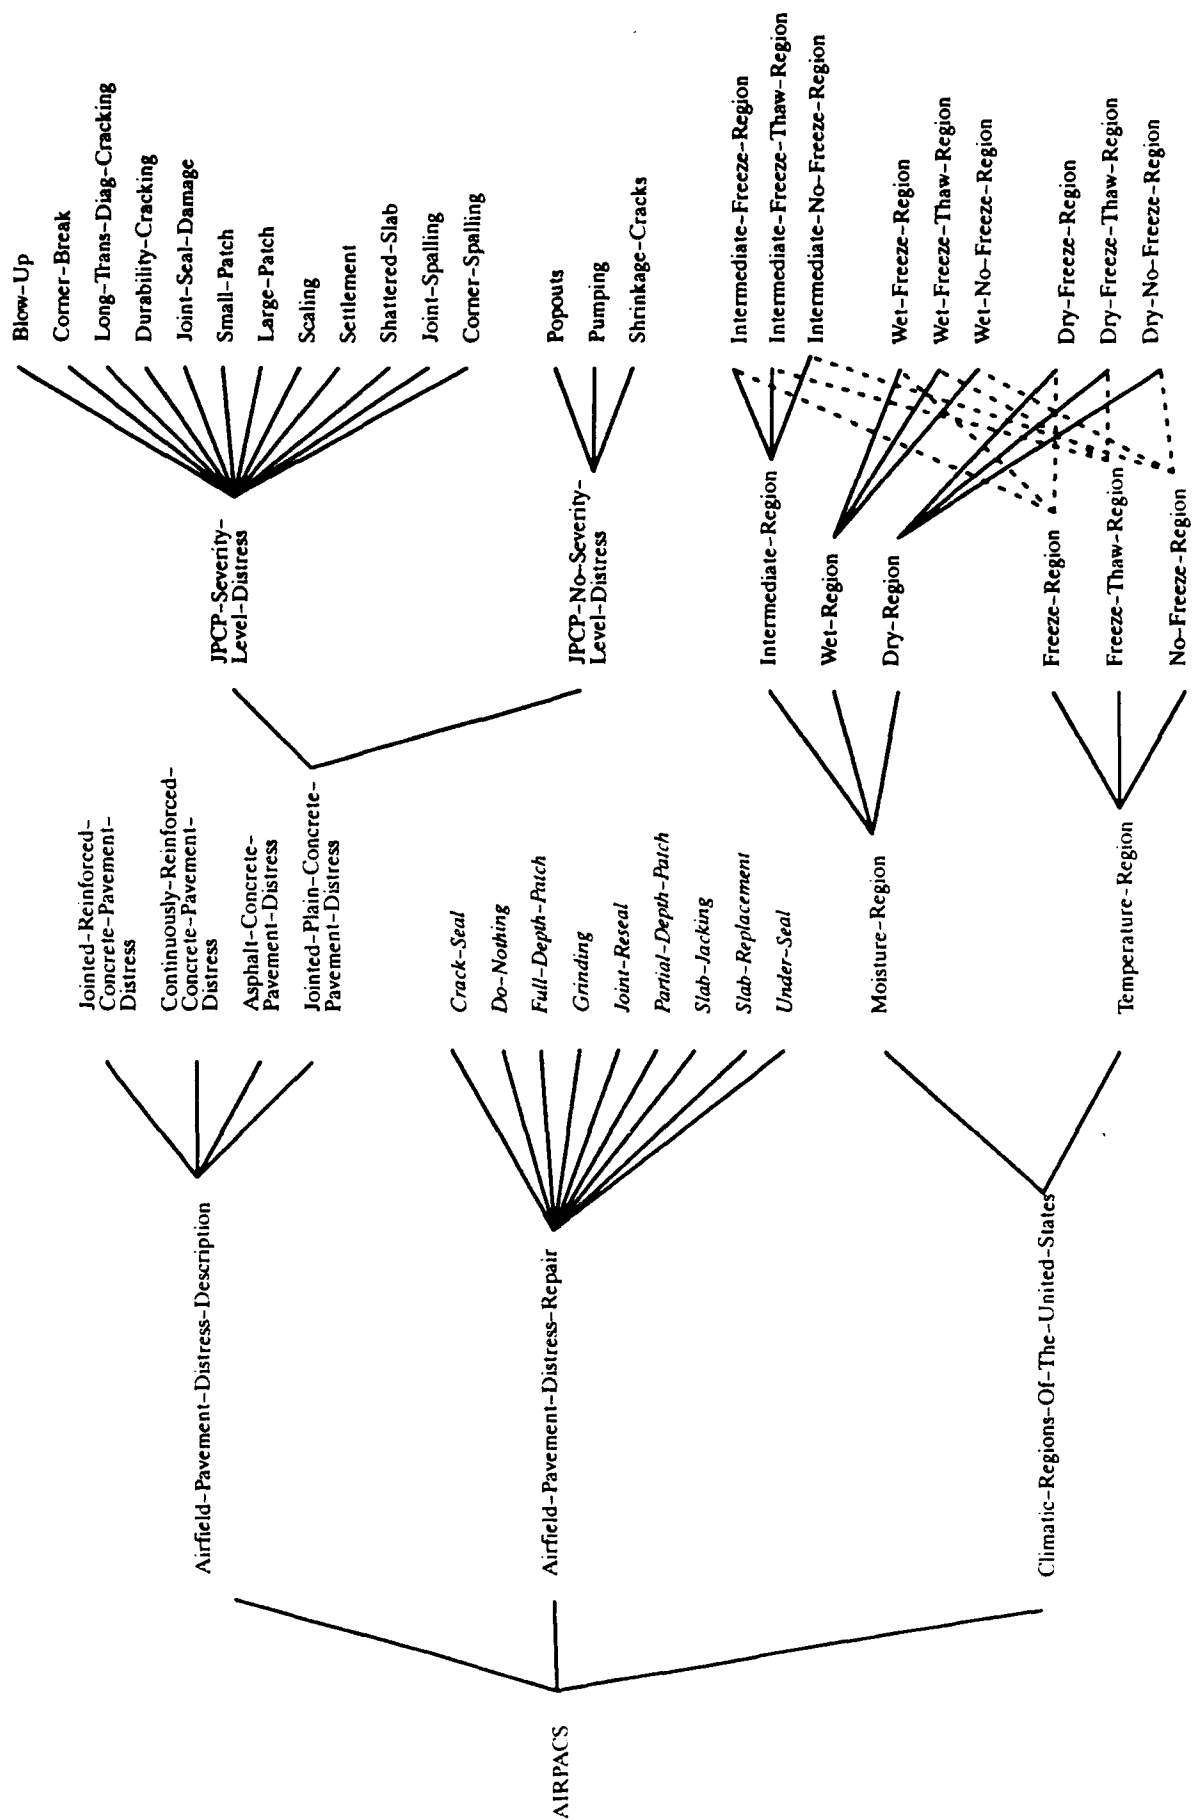 AIRPACS
Airfield-Pavement-Distress-Description
Airfield-Pavement-Distress-Repair
Climatic-Regions-Of-The-United-States
Jointed-Reinforced-
Concrete-Pavement-
Distress
Continuously-Reinforced-
Concrete-Pavement-
Distress
Asphalt-Concrete-
Pavement-Distress
Jointed-Plain-Concrete-
Pavement-Distress
Crack-Seal
Do-Nothing
Full-Depth-Patch
Grinding
Joint-Reseal
Partial-Depth-Patch
Slab-Jacking
Slab-Replacement
Under-Seal
Moisture-Region
Temperature-Region
JPCP-Severity-
Level-Distress
JPCP-No-Severity-
Level-Distress
Intermediate-Region
Wet-Region
Dry-Region
Freeze-Region
Freeze-Thaw-Region
No-Freeze-Region
Blow-Up
Corner-Break
Long-Trans-Diag-Cracking
Durability-Cracking
Joint-Seal-Damage
Small-Patch
Large-Patch
Scaling
Settlement
Shattered-Slab
Joint-Spalling
Corner-Spalling
Popouts
Pumping
Shrinkage-Cracks
Intermediate-Freeze-Region
Intermediate-Freeze-Thaw-Region
Intermediate-No-Freeze-Region
Wet-Freeze-Region
Wet-Freeze-Thaw-Region
Wet-No-Freeze-Region
Dry-Freeze-Region
Dry-Freeze-Thaw-Region
Dry-No-Freeze-Region